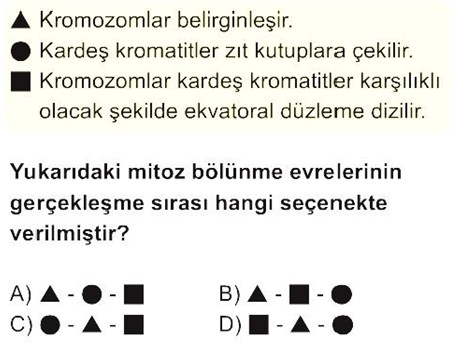 ▲ Kromozomlar belirginleşir.
● Kardeş kromatitler zıt kutuplara çekilir.
■ Kromozomlar kardeş kromatitler karşılıklı
olacak şekilde ekvatoral düzleme dizilir.
Yukarıdaki mitoz bölünme evrelerinin
gerçekleşme sırası hangi seçenekte
verilmiştir?
A) ▲ - ● - ■ B) ▲ - ■ - ●
C) ● - ▲ - ■ D) ■ - ▲ - ●